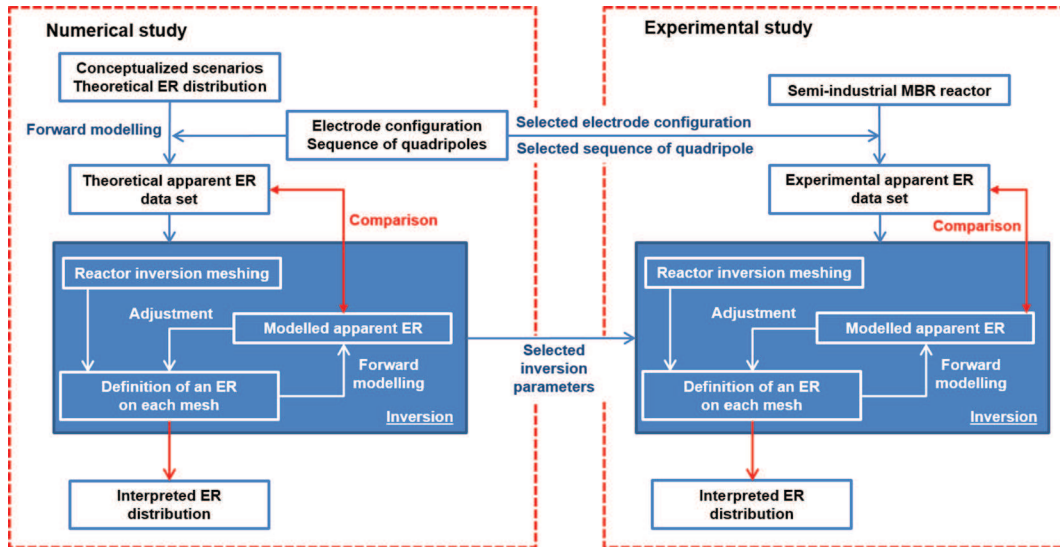 Numerical study
Conceptualized scenarios
Theoretical ER distribution
Forward modelling
Electrode configuration
Sequence of quadripoles
Theoretical apparent ER
data set
Comparison
Reactor inversion meshing
Adjustment
Modelled apparent ER
Forward
modelling
Definition of an ER
on each mesh
Inversion
Interpreted ER
distribution
Selected electrode configuration
Selected sequence of quadripole
Selected
inversion
parameters
Experimental study
Semi-industrial MBR reactor
Experimental apparent ER
data set
Comparison
Reactor inversion meshing
Adjustment
Modelled apparent ER
Forward
modelling
Definition of an ER
on each mesh
Inversion
Interpreted ER
distribution